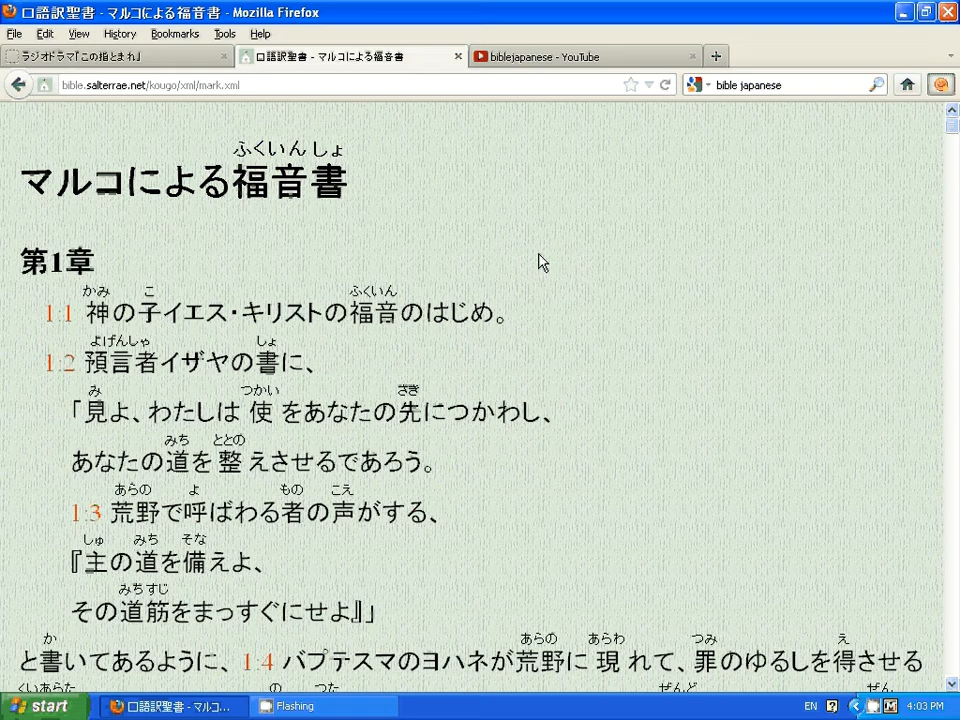 口語訳聖書 - マルコによる福音書 - Mozilla Firefox
File Edit View History Bookmarks Tools Help
ラジオドラマ『この指とまれ』 口語訳聖書 - マルコによる福音書 biblejapanese - YouTube
bible.salterrae.net/kougo/xml/mark.xml bible japanese
ふくいんしょ
マルコによる福音書
第1章
かみ こ ふくいん
1:1 神の子イエス・キリストの福音のはじめ。
よげんしゃ しょ
1:2 預言者イザヤの書に、
み つかい さき
「見よ、わたしは使をあなたの先につかわし、
みち ととの
あなたの道を整えさせるであろう。
あらの よ もの こえ
1:3 荒野で呼ばわる者の声がする、
しゅ みち そな
『主の道を備えよ、
みちすじ
その道筋をまっすぐにせよ』」
か あらの あらわ つみ え
と書いてあるように、 1:4 バプテスマのヨハネが荒野に現れて、罪のゆるしを得させる
くいあらた の つた ぜんど ぜん
start 口語訳聖書 - マルコ... Flashing EN 4:03 PM